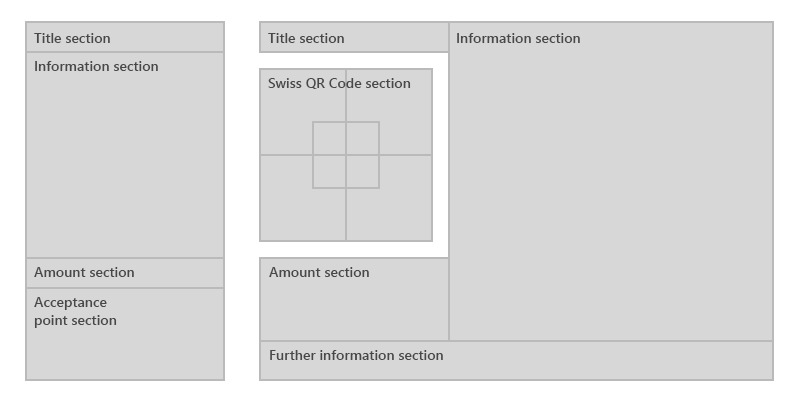 Title section
Information section
Amount section
Acceptance
point section
Title section
Swiss QR Code section
Amount section
Information section
Further information section